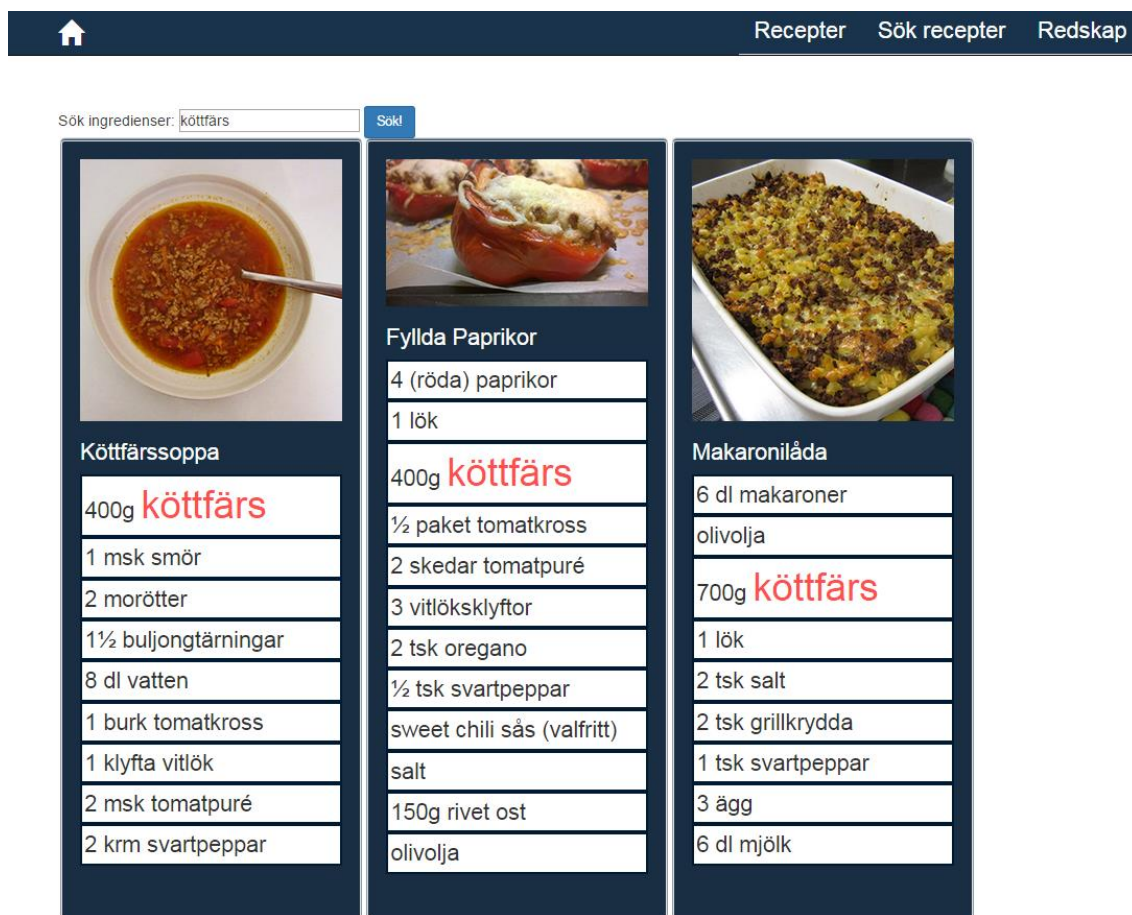 Recepter Sök recepter Redskap
Sök ingredienser: köttfärs Sök!
Köttfärssoppa
400g köttfärs
1 msk smör
2 morötter
1½ buljongtärningar
8 dl vatten
1 burk tomatkross
1 klyfta vitlök
2 msk tomatpuré
2 krm svartpeppar
Fyllda Paprikor
4 (röda) paprikor
1 lök
400g köttfärs
½ paket tomatkross
2 skedar tomatpuré
3 vitlöksklyftor
2 tsk oregano
½ tsk svartpeppar
sweet chili sås (valfritt)
salt
150g rivet ost
olivolja
Makaronilåda
6 dl makaroner
olivolja
700g köttfärs
1 lök
2 tsk salt
2 tsk grillkrydda
1 tsk svartpeppar
3 ägg
6 dl mjölk